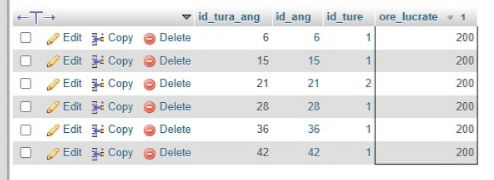 ←T→ id_tura_ang id_ang id_ture ore_lucrate 1
Edit Copy Delete 6 6 1 200
Edit Copy Delete 15 15 1 200
Edit Copy Delete 21 21 2 200
Edit Copy Delete 28 28 1 200
Edit Copy Delete 36 36 1 200
Edit Copy Delete 42 42 1 200